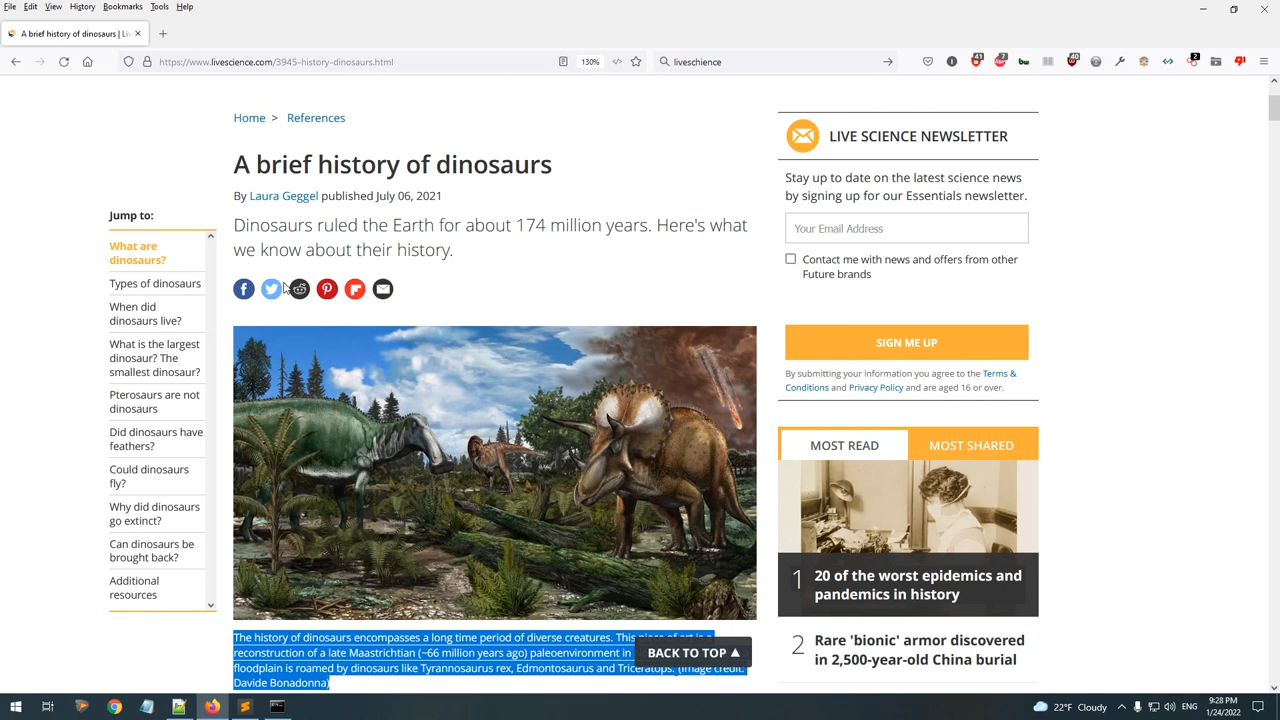 File Edit View History Bookmarks Tools Help
A brief history of dinosaurs | Li
https://www.livescience.com/3945-history-dinosaurs.html
130%
liveschience
41
7
40
2
Home > References
A brief history of dinosaurs
By Laura Geggel published July 06, 2021
Dinosaurs ruled the Earth for about 174 million years. Here's what
we know about their history.
Jump to:
What are
dinosaurs?
Types of dinosaurs
When did
dinosaurs live?
What is the largest
dinosaur? The
smallest dinosaur?
Pterosaurs are not
dinosaurs
Did dinosaurs have
feathers?
Could dinosaurs
fly?
Why did dinosaurs
go extinct?
Can dinosaurs be
brought back?
Additional
resources
The history of dinosaurs encompasses a long time period of diverse creatures. This piece of art is a
reconstruction of a late Maastrichtian (~66 million years ago) paleoenvironment in
floodplain is roamed by dinosaurs like Tyrannosaurus rex, Edmontosaurus and Triceratops. (Image credit:
Davide Bonadonna)
BACK TO TOP
LIVE SCIENCE NEWSLETTER
Stay up to date on the latest science news
by signing up for our Essentials newsletter.
Your Email Address
Contact me with news and offers from other
Future brands
SIGN ME UP
By submitting your information you agree to the Terms &
Conditions and Privacy Policy and are aged 16 or over.
MOST READ
MOST SHARED
1 20 of the worst epidemics and
pandemics in history
2 Rare 'bionic' armor discovered
in 2,500-year-old China burial
22°F Cloudy
ENG
9:28 PM
1/24/2022